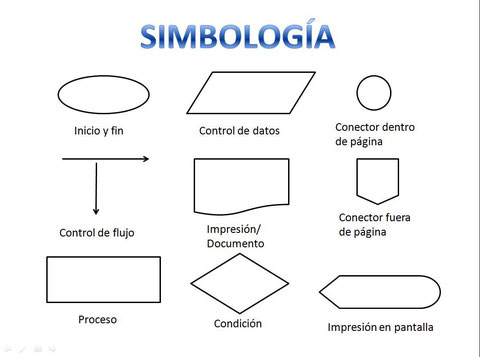 SIMBOLOGÍA
Inicio y fin
Control de datos
Conector dentro
de página
Control de flujo
Impresión/
Documento
Conector fuera
de página
Proceso
Condición
Impresión en pantalla